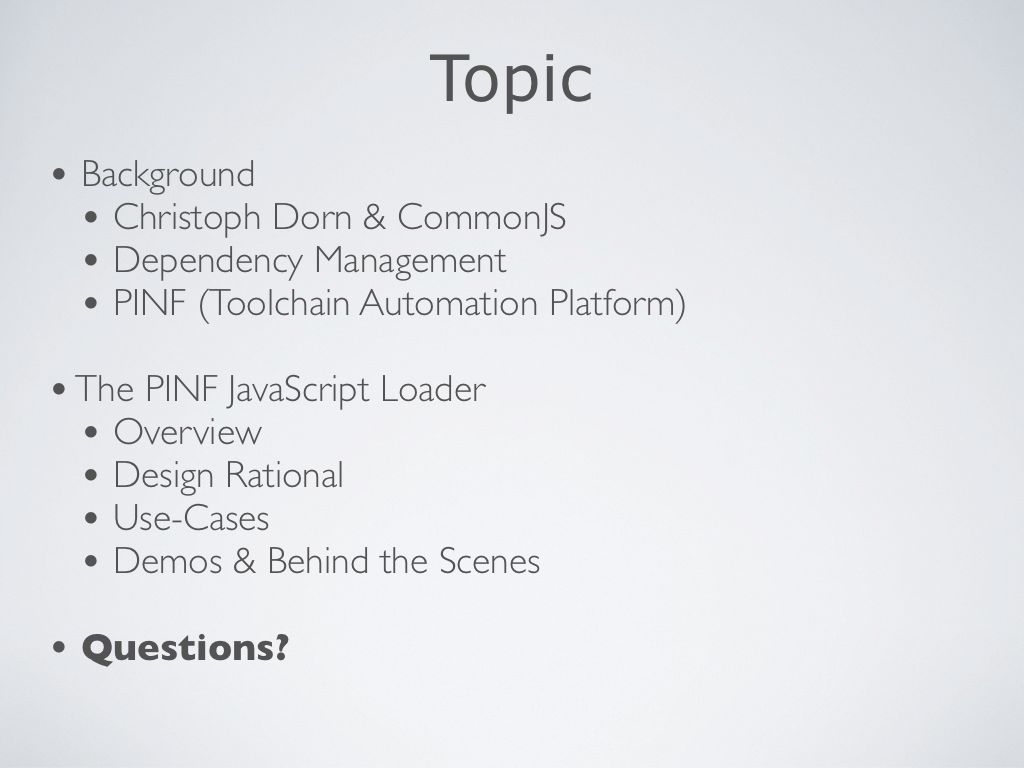 Topic
• Background
• Christoph Dorn & CommonJS
• Dependency Management
• PINF (Toolchain Automation Platform)
• The PINF JavaScript Loader
• Overview
• Design Rational
• Use-Cases
• Demos & Behind the Scenes
• Questions?